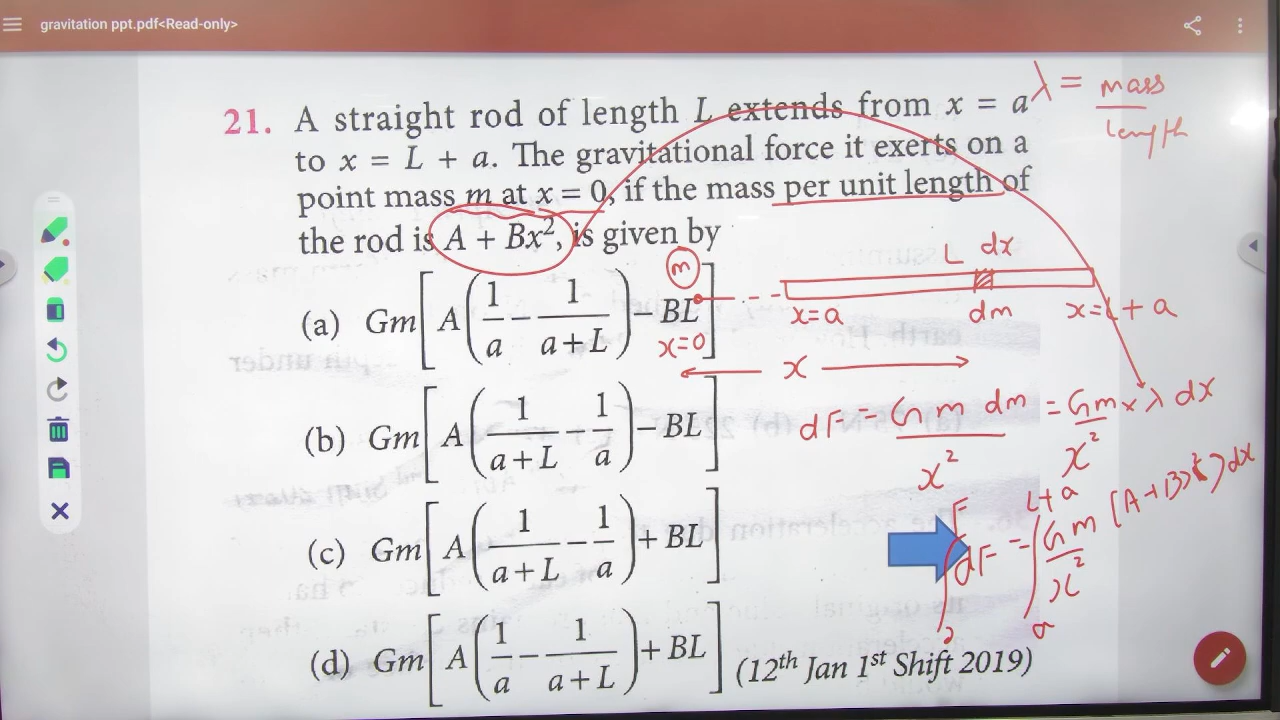 gravitation ppt.pdf<Read-only>
21. A straight rod of length L extends from x = a
to x = L + a. The gravitational force it exerts on a
point mass m at x = 0, if the mass per unit length of
the rod is A + Bx², is given by
(a) Gm[A(1/a − 1/(a+L)) − BL]
(b) Gm[A(1/(a+L) − 1/a) − BL]
(c) Gm[A(1/(a+L) − 1/a) + BL]
(d) Gm[A(1/a − 1/(a+L)) + BL] (12th Jan 1st Shift 2019)
λ = mass/length
m
L dx
x=a dm x=L+a
x=0
x
dF = Gm dm/x² = Gm/x² × λ dx
∫dF = ∫ Gm/x² (A+Bx²)dx
L+a
a